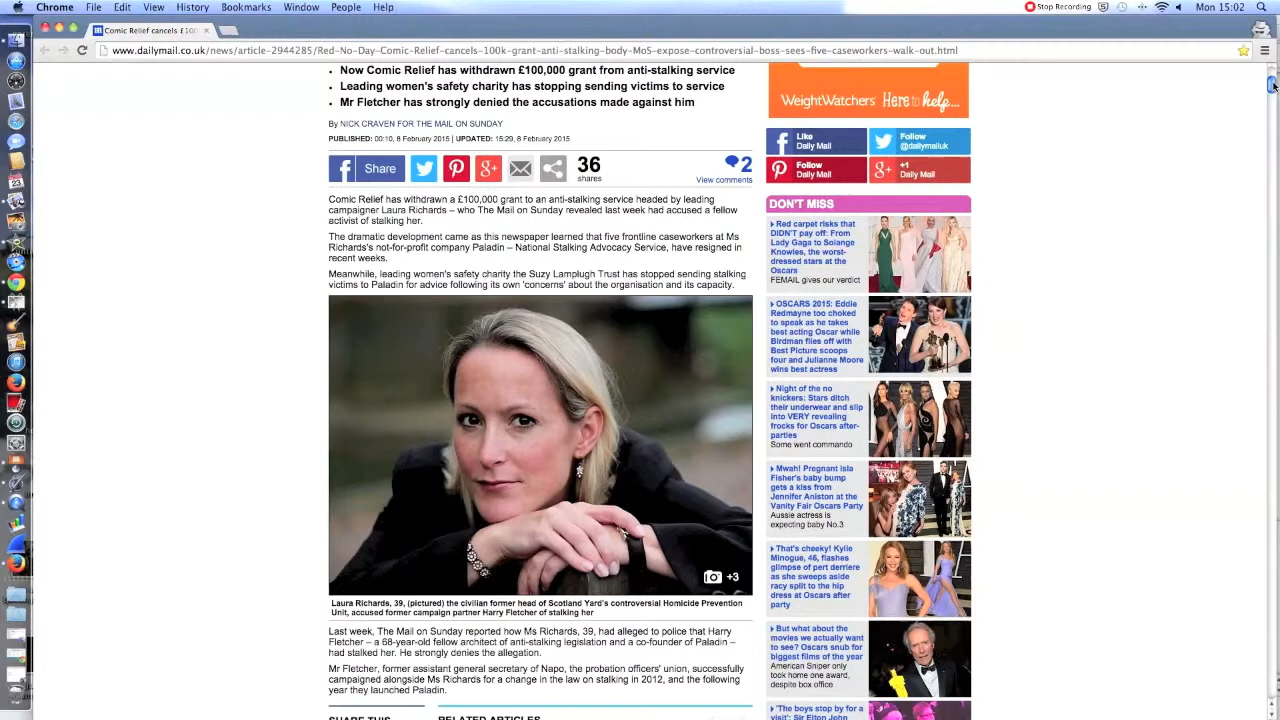 Chrome File Edit View History Bookmarks Window People Help
Stop Recording
Mon 15:02
Comic Relief cancels £100
www.dailymail.co.uk/news/article-2944285/Red-No-Day-Comic-Relief-cancels-100k-grant-anti-stalking-body-MoS-expose-controversial-boss-sees-five-caseworkers-walk-out.html
• Now Comic Relief has withdrawn £100,000 grant from anti-stalking service
• Leading women's safety charity has stopped sending victims to service
• Mr Fletcher has strongly denied the accusations made against him
By NICK CRAVEN FOR THE MAIL ON SUNDAY
PUBLISHED: 00:10, 8 February 2015 | UPDATED: 15:29, 8 February 2015
Share
36
shares
2
View comments
Comic Relief has withdrawn a £100,000 grant to an anti-stalking service headed by leading
campaigner Laura Richards – who The Mail on Sunday revealed last week had accused a fellow
activist of stalking her.
The dramatic development came as this newspaper learned that five frontline caseworkers at Ms
Richards's not-for-profit company Paladin – National Stalking Advocacy Service, have resigned in
recent weeks.
Meanwhile, leading women's safety charity the Suzy Lamplugh Trust has stopped sending stalking
victims to Paladin for advice following its own 'concerns' about the organisation and its capacity.
+3
Laura Richards, 39, (pictured) the civilian former head of Scotland Yard's controversial Homicide Prevention
Unit, accused former campaign partner Harry Fletcher of stalking her
Last week, The Mail on Sunday reported how Ms Richards, 39, had alleged to police that Harry
Fletcher – a 68-year-old fellow architect of anti-stalking legislation and a co-founder of Paladin –
had stalked her. He strongly denies the allegation.
Mr Fletcher, former assistant general secretary of Napo, the probation officers' union, successfully
campaigned alongside Ms Richards for a change in the law on stalking in 2012, and the following
year they launched Paladin.
SHARE THIS
RELATED ARTICLES
WeightWatchers Here to help...
Like
Daily Mail
Follow
@dailymailuk
Follow
Daily Mail
+1
Daily Mail
DON'T MISS
Red carpet risks that
DIDN'T pay off: From
Lady Gaga to Solange
Knowles, the worst-
dressed stars at the
Oscars
FEMAIL gives our verdict
OSCARS 2015: Eddie
Redmayne too choked
to speak as he takes
best acting Oscar while
Birdman flies off with
Best Picture scoops
four and Julianne Moore
wins best actress
Night of the no
knickers: Stars ditch
their underwear and slip
into VERY revealing
frocks for Oscars after-
parties
Some went commando
Mwah! Pregnant Isla
Fisher's baby bump
gets a kiss from
Jennifer Aniston at the
Vanity Fair Oscars Party
Aussie actress is
expecting baby No.3
That's cheeky! Kylie
Minogue, 46, flashes
glimpse of pert derriere
as she sweeps aside
racy split to the hip
dress at Oscars after
party
But what about the
movies we actually want
to see? Oscars snub for
biggest films of the year
American Sniper only
took home one award,
despite box office
'The boys stop by for a
visit': Sir Elton John